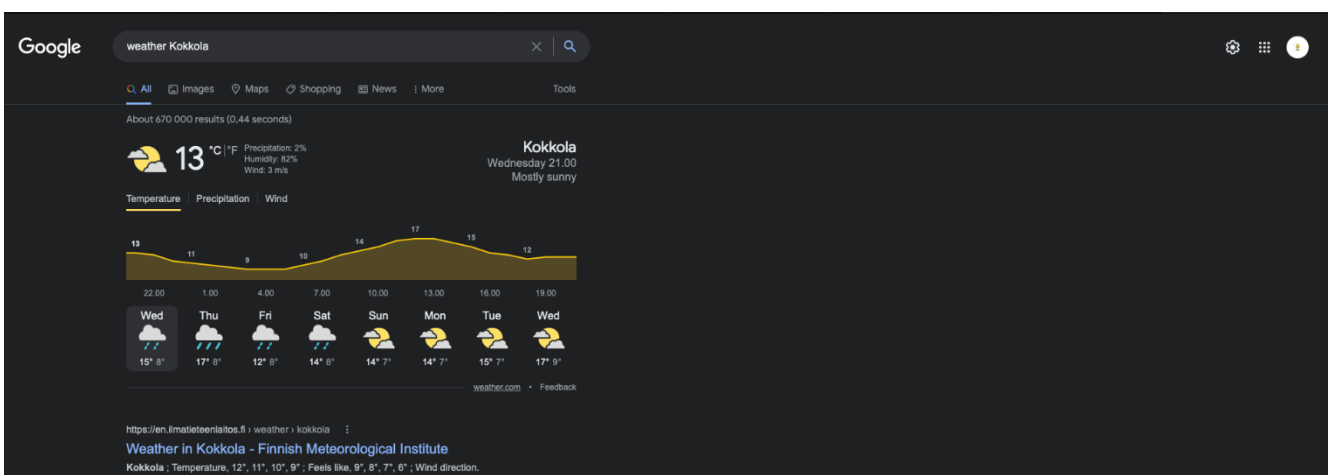 Google
weather Kokkola
All Images Maps Shopping News More Tools
About 670 000 results (0,44 seconds)
13 °C|°F
Precipitation: 2%
Humidity: 82%
Wind: 3 m/s
Kokkola
Wednesday 21.00
Mostly sunny
Temperature Precipitation Wind
13 11 9 10 14 17 15 12
22.00 1.00 4.00 7.00 10.00 13.00 16.00 19.00
Wed Thu Fri Sat Sun Mon Tue Wed
15° 8° 17° 8° 12° 8° 14° 8° 14° 7° 14° 7° 15° 7° 17° 9°
weather.com • Feedback
https://en.ilmatieteenlaitos.fi › weather › kokkola
Weather in Kokkola - Finnish Meteorological Institute
Kokkola ; Temperature, 12°, 11°, 10°, 9° ; Feels like, 9°, 8°, 7°, 6° ; Wind direction.